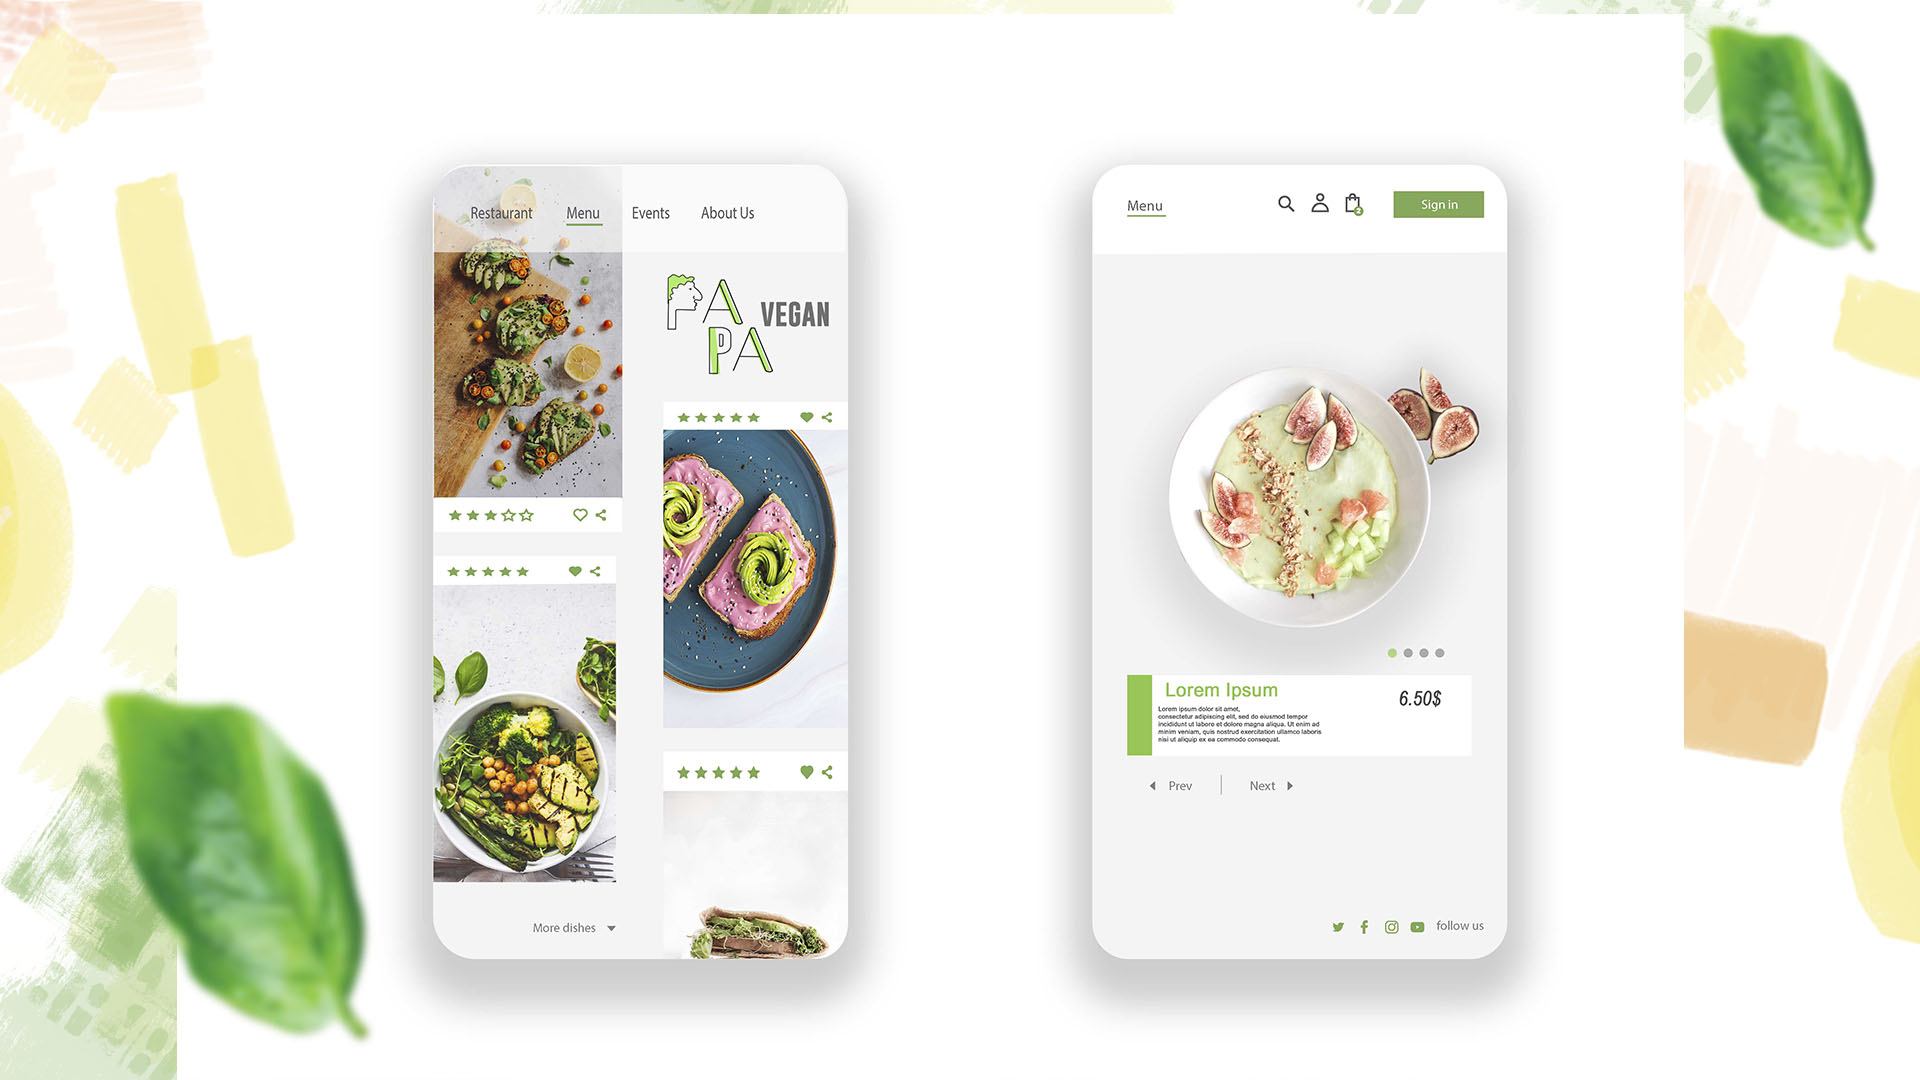 Restaurant Menu Events About Us
PAPA VEGAN
More dishes
Menu
2
Sign in
Lorem Ipsum
6.50$
Lorem ipsum dolor sit amet,
consectetur adipiscing elit, sed do eiusmod tempor
incididunt ut labore et dolore magna aliqua. Ut enim ad
minim veniam, quis nostrud exercitation ullamco laboris
nisi ut aliquip ex ea commodo consequat.
Prev | Next
follow us